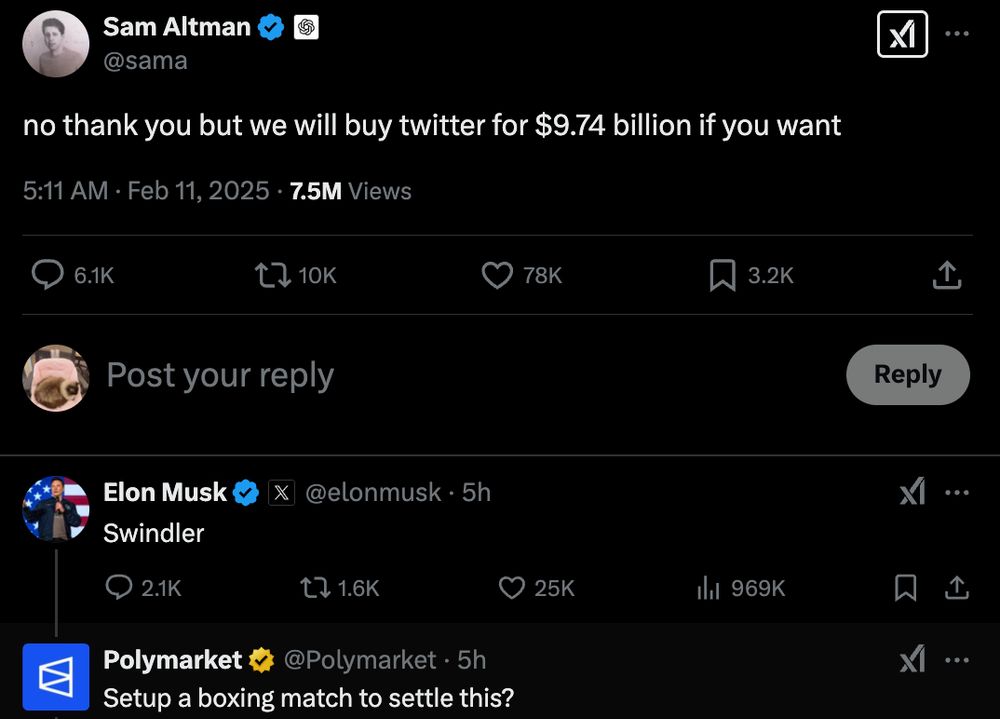 Sam Altman
@sama
no thank you but we will buy twitter for $9.74 billion if you want
5:11 AM · Feb 11, 2025 · 7.5M Views
6.1K 10K 78K 3.2K
Post your reply Reply
Elon Musk @elonmusk · 5h
Swindler
2.1K 1.6K 25K 969K
Polymarket @Polymarket · 5h
Setup a boxing match to settle this?